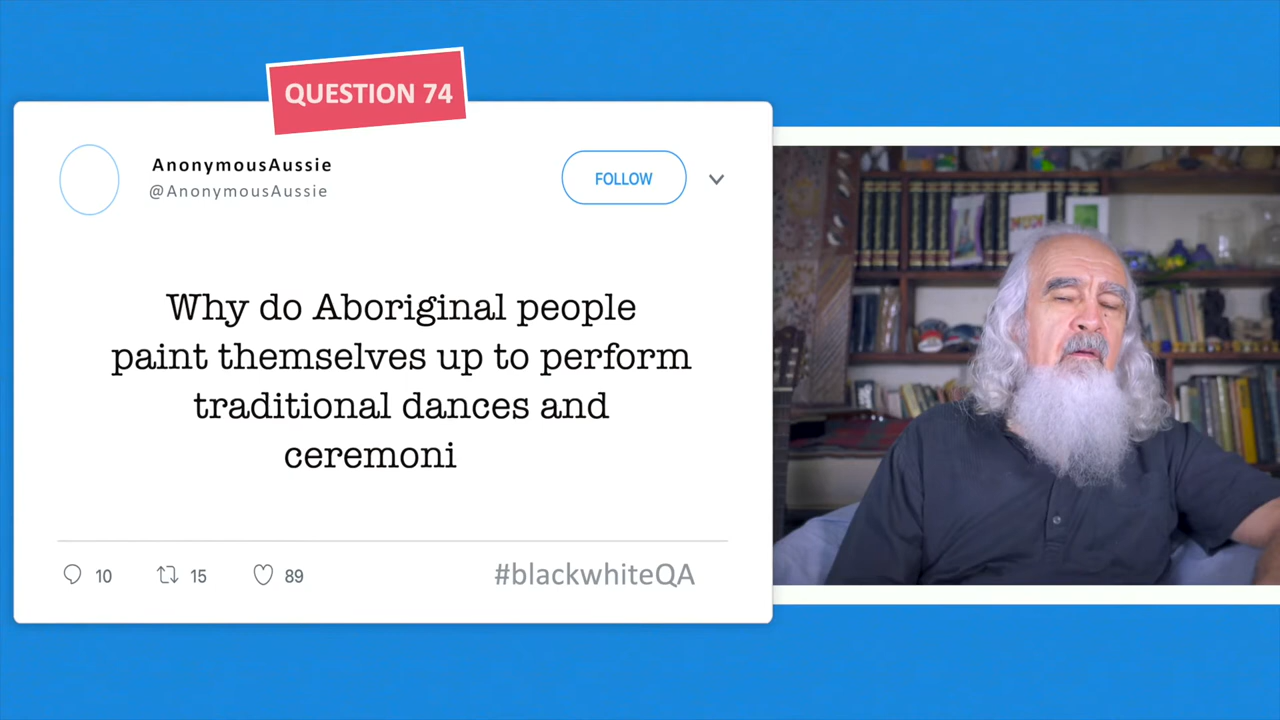 QUESTION 74
AnonymousAussie
@AnonymousAussie
FOLLOW
Why do Aboriginal people
paint themselves up to perform
traditional dances and
ceremoni
10
15
89
#blackwhiteQA